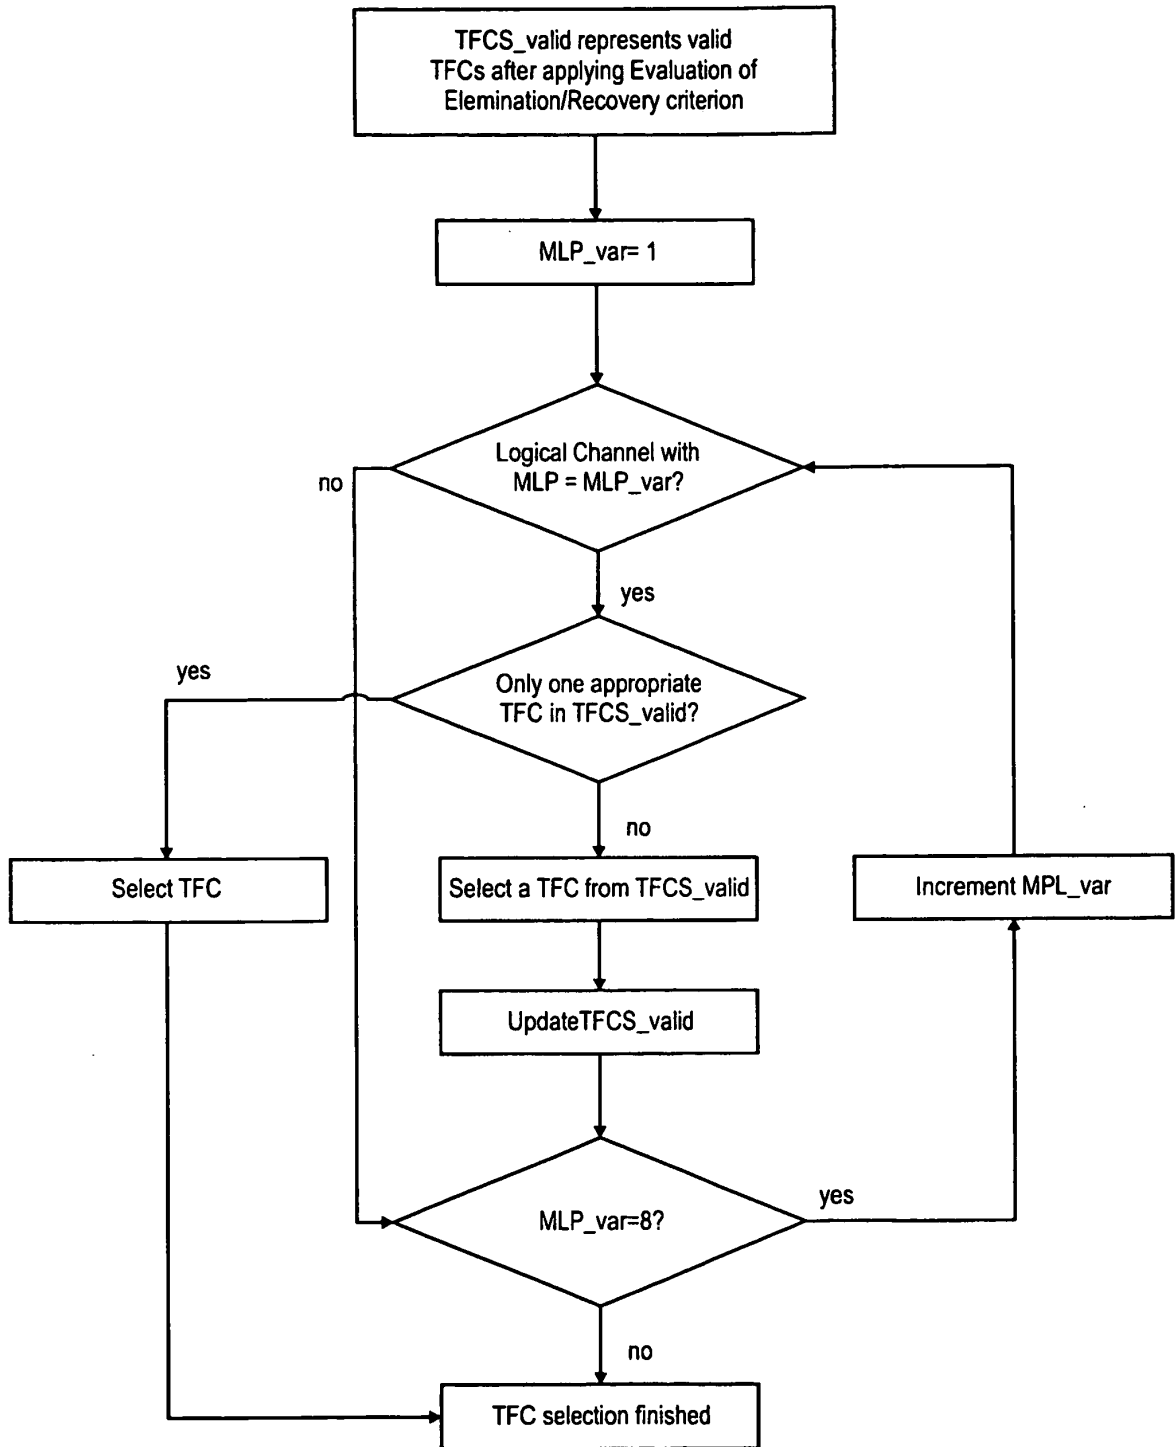 TFCS_valid represents valid
TFCs after applying Evaluation of
Elemination/Recovery criterion
MLP_var= 1
Logical Channel with
MLP = MLP_var?
no
yes
Only one appropriate
TFC in TFCS_valid?
yes
no
Select TFC
Select a TFC from TFCS_valid
Increment MPL_var
UpdateTFCS_valid
MLP_var=8?
yes
no
TFC selection finished